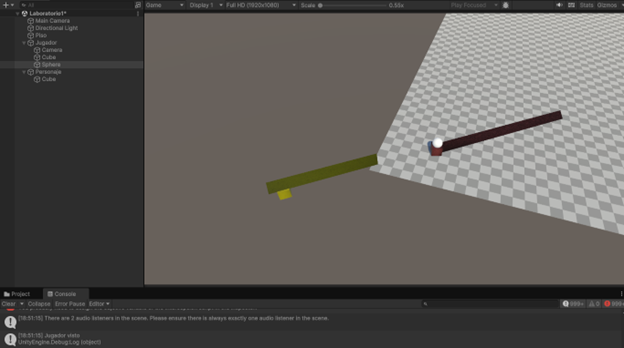 All
Game
Display 1
Full HD (1920x1080)
Scale
0.55x
Play Focused
Stats
Gizmos
Laboratorio1*
Main Camera
Directional Light
Piso
Jugador
Camera
Cube
Sphere
Personaje
Cube
Project
Console
Clear
Collapse
Error Pause
Editor
999+
[18:51:15] There are 2 audio listeners in the scene. Please ensure there is always exactly one audio listener in the scene.
[18:51:15] Jugador visto
UnityEngine.Debug:Log (object)